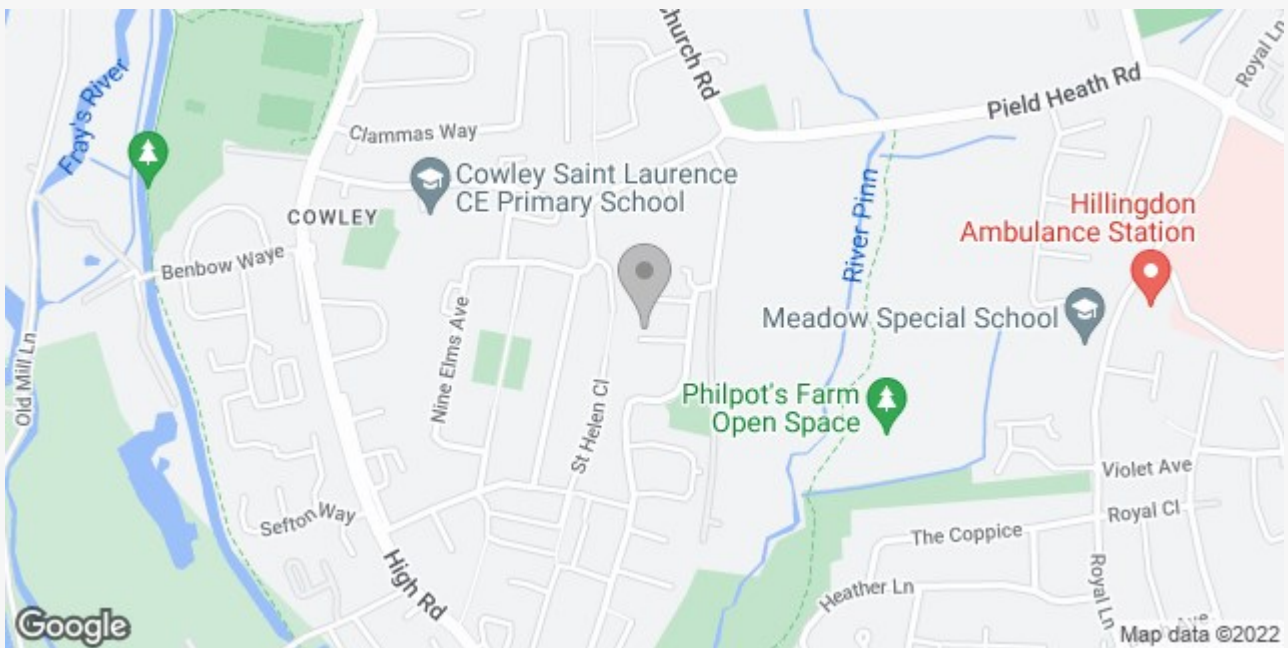 Church Rd
Royal Ln
Fray's River
Pield Heath Rd
Clammas Way
Cowley Saint Laurence
CE Primary School
COWLEY
River Pinn
Hillingdon
Ambulance Station
Benbow Waye
Meadow Special School
Old Mill Ln
Nine Elms Ave
St Helen Cl
Philpot's Farm
Open Space
Violet Ave
Sefton Way
Royal Cl
The Coppice
High Rd
Heather Ln
Royal Ln
Ave
Google
Map data ©2022